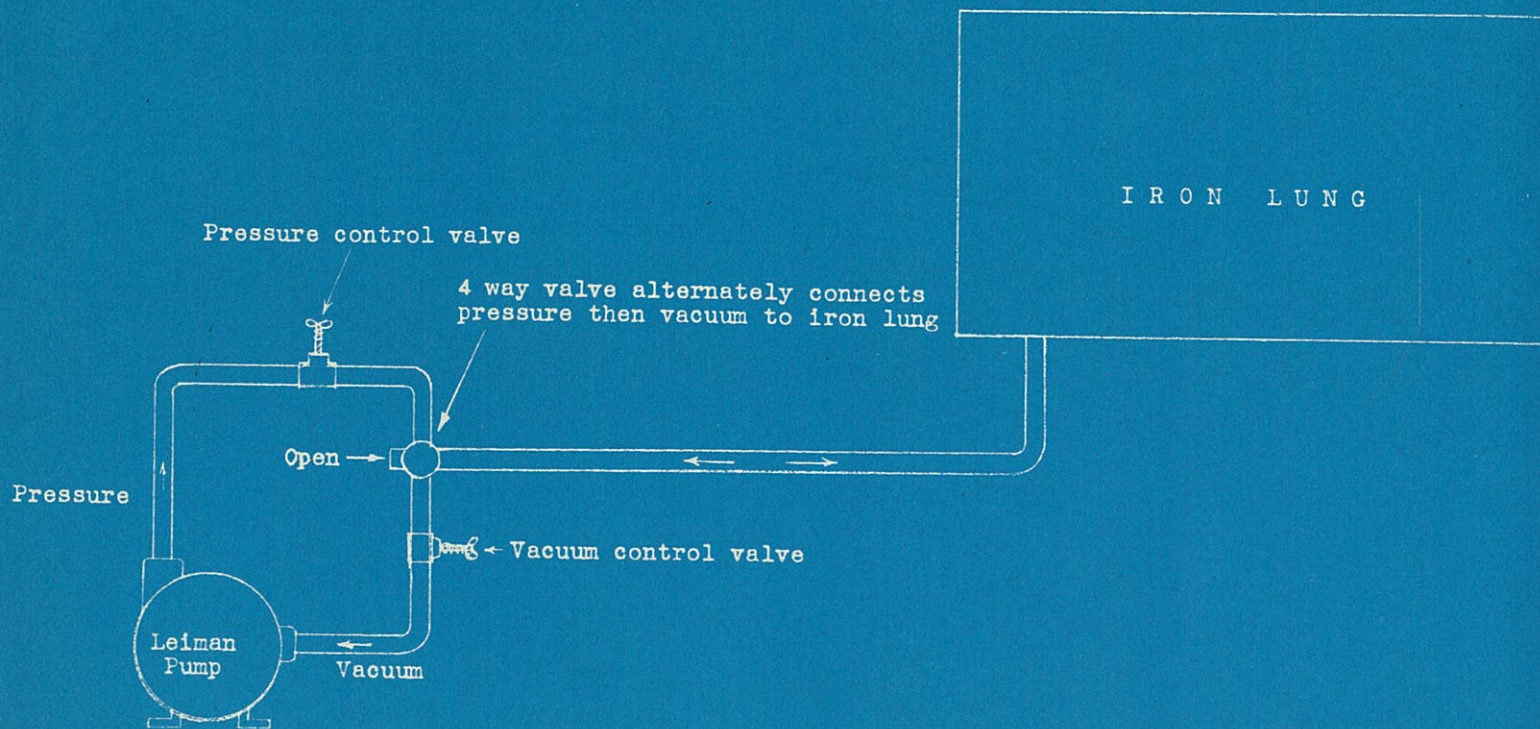 IRON LUNG
Pressure control valve
4 way valve alternately connects
pressure then vacuum to iron lung
Open
Pressure
Vacuum control valve
Leiman
Pump
Vacuum